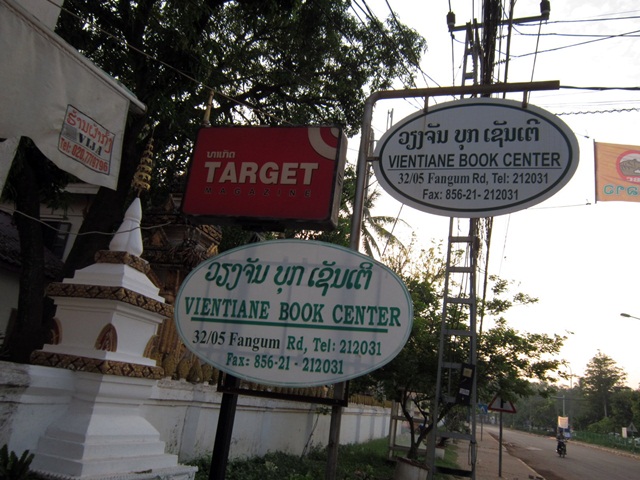 ວຽງຈັນ ບຸກ ເຊັນເຕີ
VIENTIANE BOOK CENTER
32/05 Fangum Rd, Tel: 212031
Fax: 856-21- 212031
TARGET
MAGAZINE
ວຽງຈັນ ບຸກ ເຊັນເຕີ
VIENTIANE BOOK CENTER
32/05 Fangum Rd, Tel: 212031
Fax: 856-21 - 212031